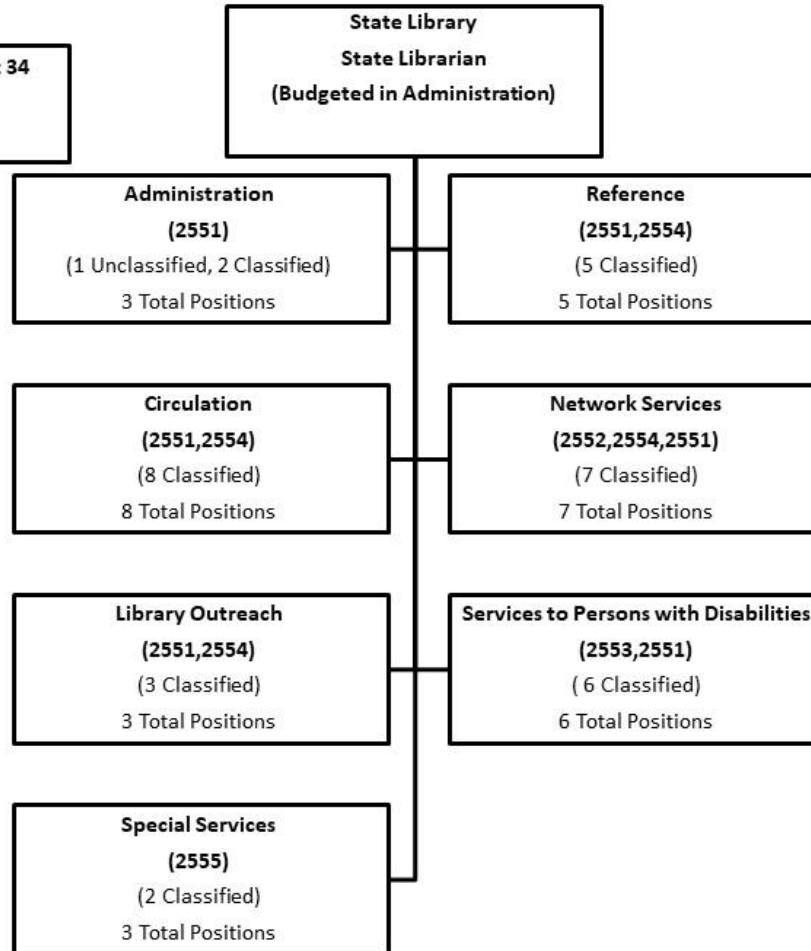 State Library
State Librarian
(Budgeted in Administration)
34
Administration
(2551)
(1 Unclassified, 2 Classified)
3 Total Positions
Reference
(2551,2554)
(5 Classified)
5 Total Positions
Circulation
(2551,2554)
(8 Classified)
8 Total Positions
Network Services
(2552,2554,2551)
(7 Classified)
7 Total Positions
Library Outreach
(2551,2554)
(3 Classified)
3 Total Positions
Services to Persons with Disabilities
(2553,2551)
( 6 Classified)
6 Total Positions
Special Services
(2555)
(2 Classified)
3 Total Positions